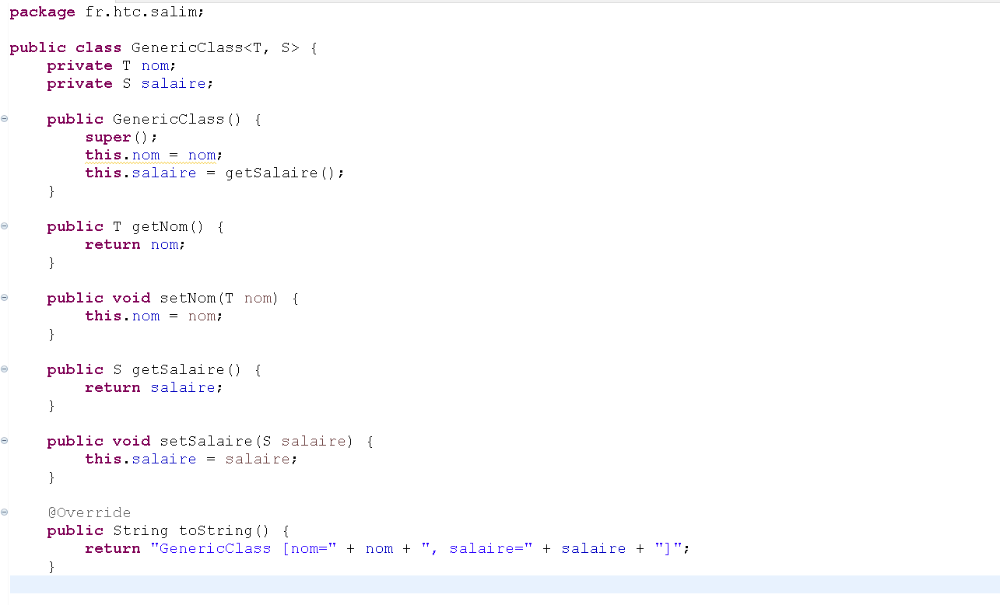 package fr.htc.salim;
public class GenericClass<T, S> {
private T nom;
private S salaire;
public GenericClass() {
super();
this.nom = nom;
this.salaire = getSalaire();
}
public T getNom() {
return nom;
}
public void setNom(T nom) {
this.nom = nom;
}
public S getSalaire() {
return salaire;
}
public void setSalaire(S salaire) {
this.salaire = salaire;
}
@Override
public String toString() {
return "GenericClass [nom=" + nom + ", salaire=" + salaire + "]";
}